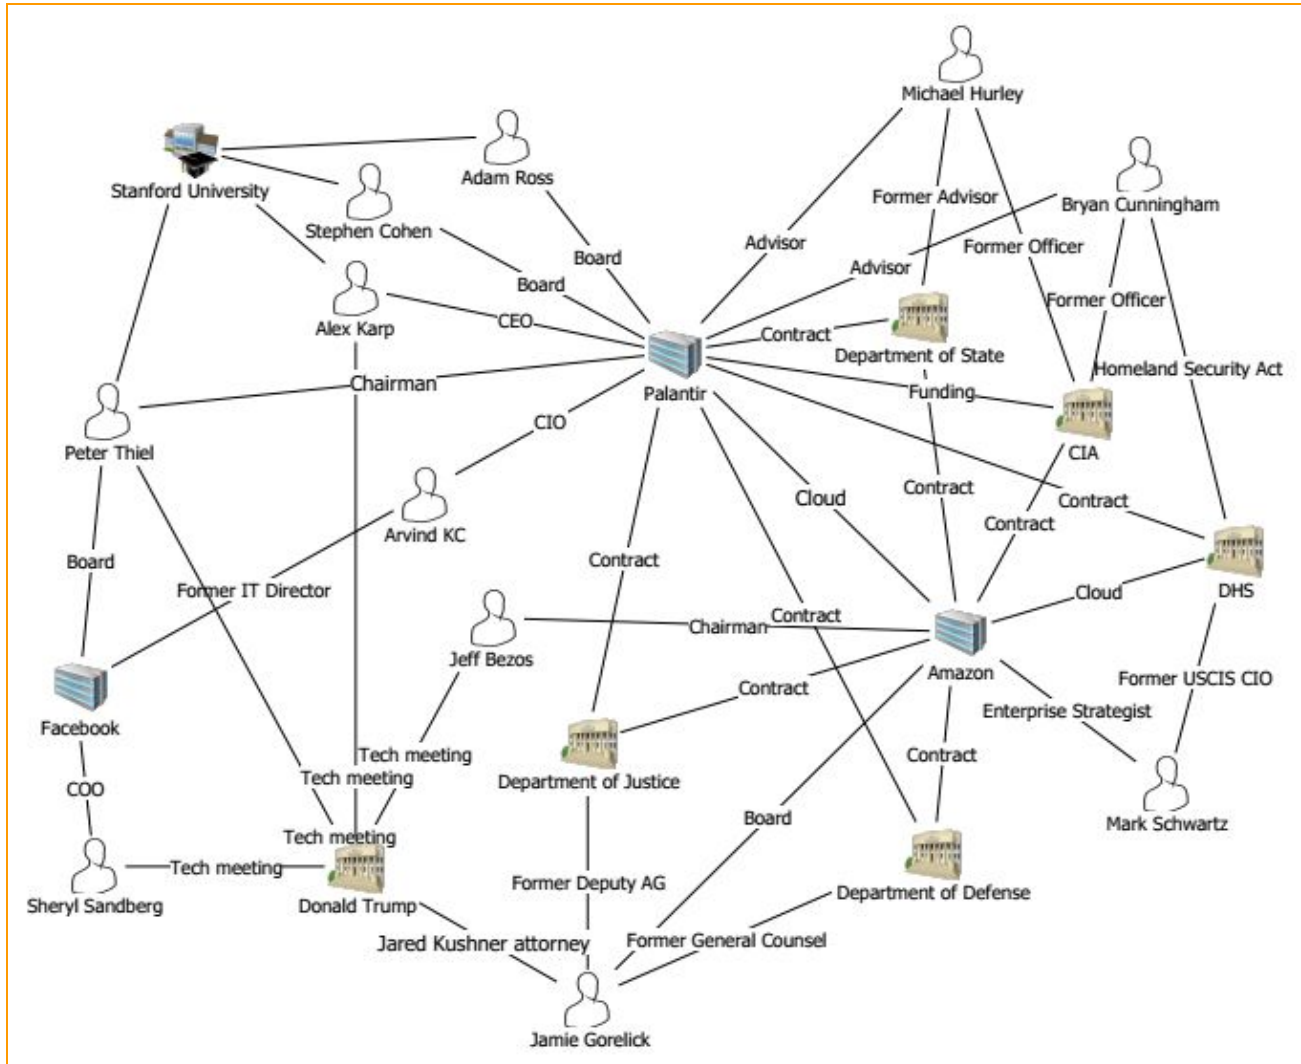 Michael Hurley
Adam Ross
Stanford University
Former Advisor
Bryan Cunningham
Stephen Cohen
Advisor
Former Officer
Board
Advisor
Board
Former Officer
Alex Karp
CEO
Contract
Department of State
Homeland Security Act
Chairman
Palantir
Funding
CIO
Peter Thiel
CIA
Contract
Cloud
Contract
Contract
Arvind KC
Board
Contract
Former IT Director
Cloud
DHS
Contract
Chairman
Jeff Bezos
Amazon
Former USCIS CIO
Contract
Enterprise Strategist
Facebook
Tech meeting
Contract
Tech meeting
Department of Justice
COO
Board
Mark Schwartz
Tech meeting
Tech meeting
Former Deputy AG
Department of Defense
Sheryl Sandberg
Donald Trump
Jared Kushner attorney
Former General Counsel
Jamie Gorelick